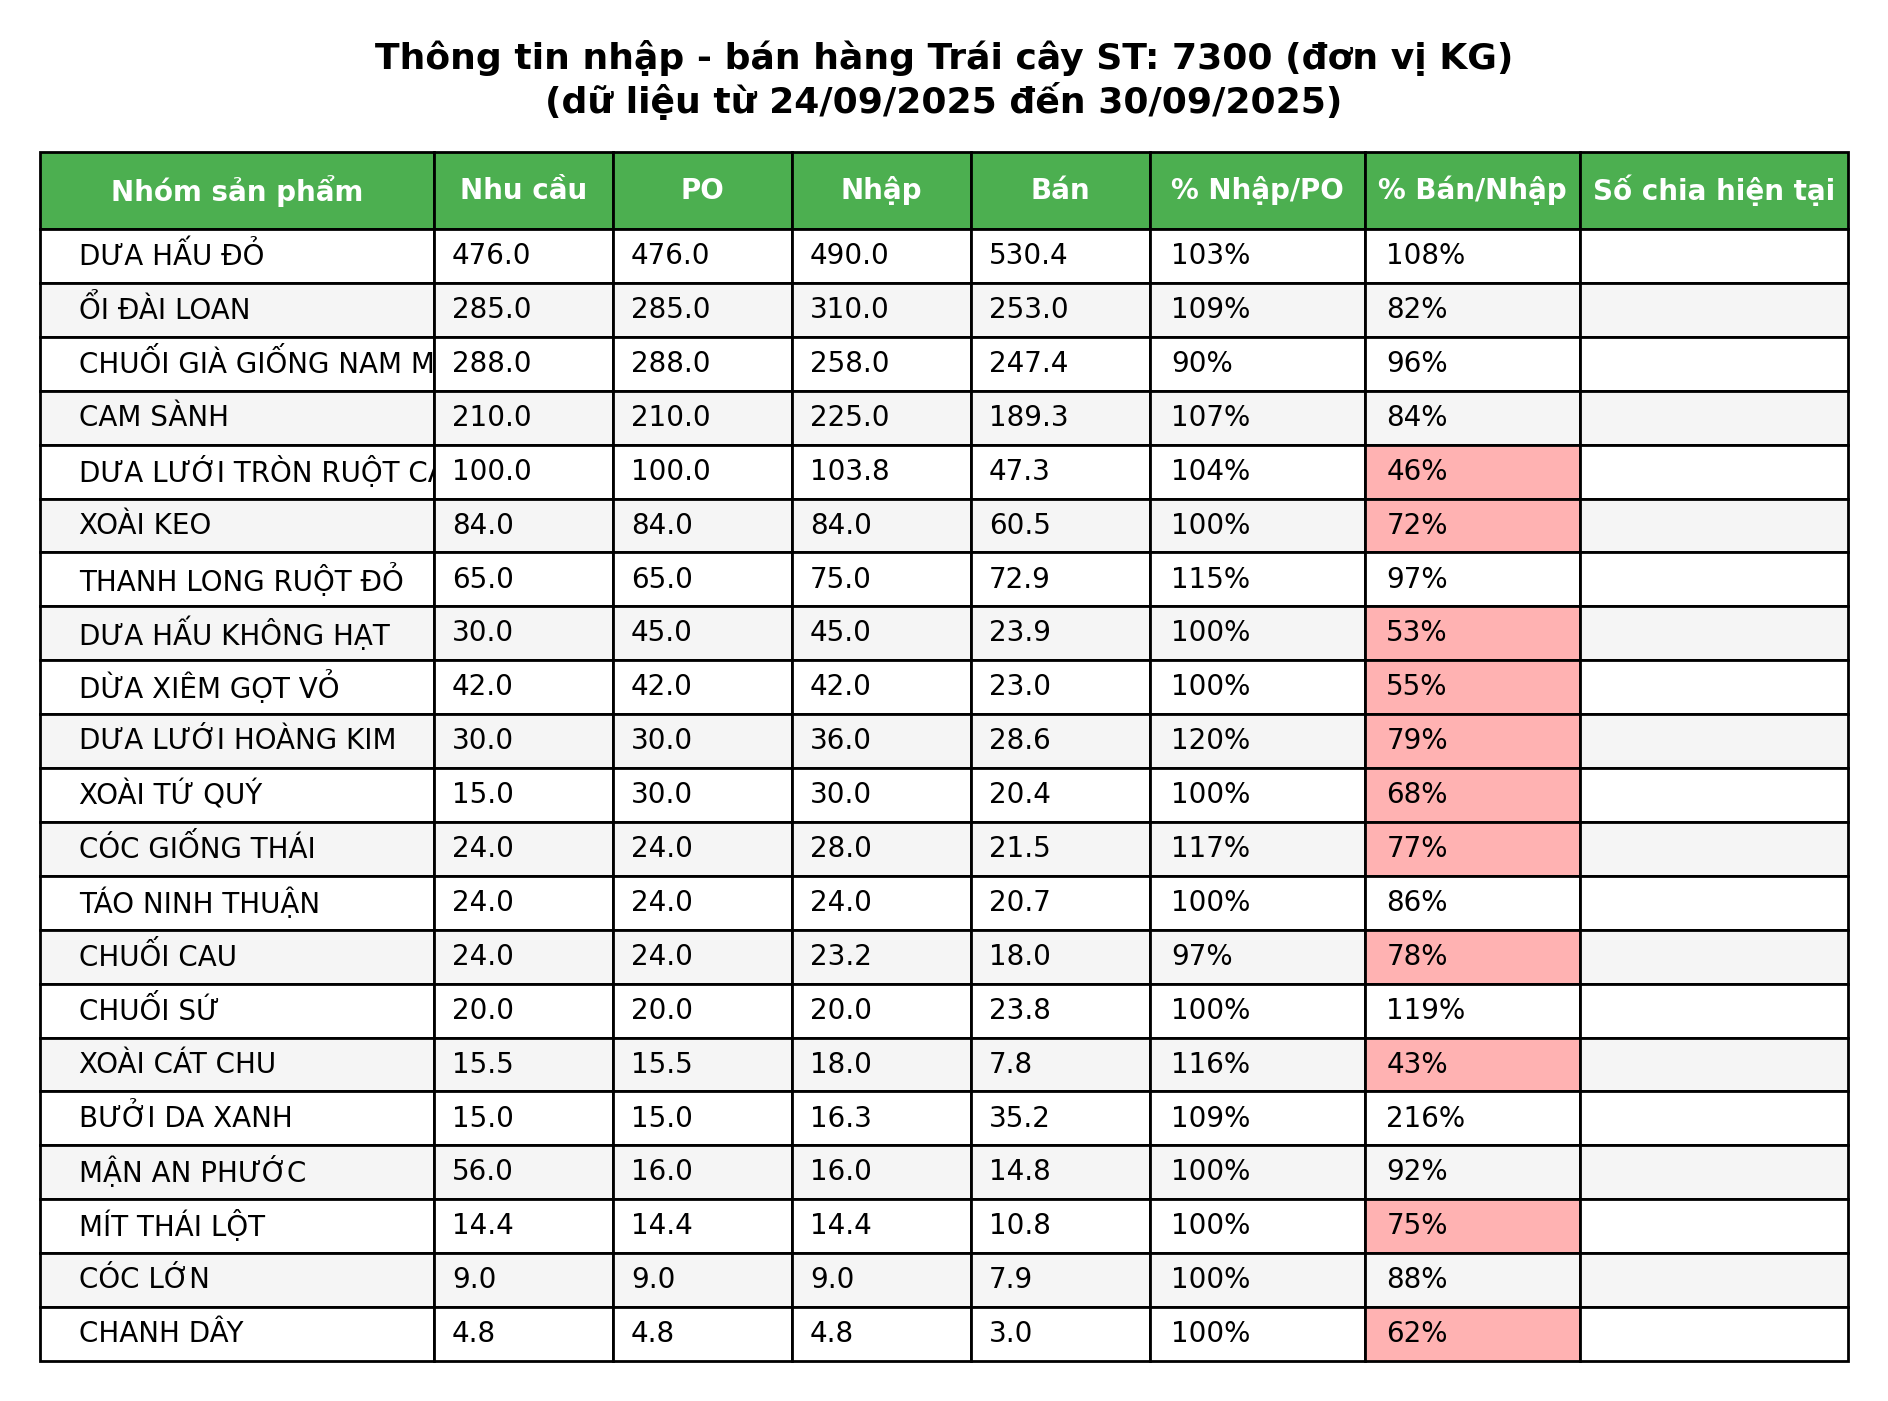 Thông tin nhập - bán hàng Trái cây ST: 7300 (đơn vị KG)
(dữ liệu từ 24/09/2025 đến 30/09/2025)
Nhóm sản phẩm Nhu cầu PO Nhập Bán % Nhập/PO % Bán/Nhập Số chia hiện tại
DƯA HẤU ĐỎ 476.0 476.0 490.0 530.4 103% 108%
ỔI ĐÀI LOAN 285.0 285.0 310.0 253.0 109% 82%
CHUỐI GIÀ GIỐNG NAM M 288.0 288.0 258.0 247.4 90% 96%
CAM SÀNH 210.0 210.0 225.0 189.3 107% 84%
DƯA LƯỚI TRÒN RUỘT CA 100.0 100.0 103.8 47.3 104% 46%
XOÀI KEO 84.0 84.0 84.0 60.5 100% 72%
THANH LONG RUỘT ĐỎ 65.0 65.0 75.0 72.9 115% 97%
DƯA HẤU KHÔNG HẠT 30.0 45.0 45.0 23.9 100% 53%
DỪA XIÊM GỌT VỎ 42.0 42.0 42.0 23.0 100% 55%
DƯA LƯỚI HOÀNG KIM 30.0 30.0 36.0 28.6 120% 79%
XOÀI TỨ QUÝ 15.0 30.0 30.0 20.4 100% 68%
CÓC GIỐNG THÁI 24.0 24.0 28.0 21.5 117% 77%
TÁO NINH THUẬN 24.0 24.0 24.0 20.7 100% 86%
CHUỐI CAU 24.0 24.0 23.2 18.0 97% 78%
CHUỐI SỨ 20.0 20.0 20.0 23.8 100% 119%
XOÀI CÁT CHU 15.5 15.5 18.0 7.8 116% 43%
BƯỞI DA XANH 15.0 15.0 16.3 35.2 109% 216%
MẬN AN PHƯỚC 56.0 16.0 16.0 14.8 100% 92%
MÍT THÁI LỘT 14.4 14.4 14.4 10.8 100% 75%
CÓC LỚN 9.0 9.0 9.0 7.9 100% 88%
CHANH DÂY 4.8 4.8 4.8 3.0 100% 62%